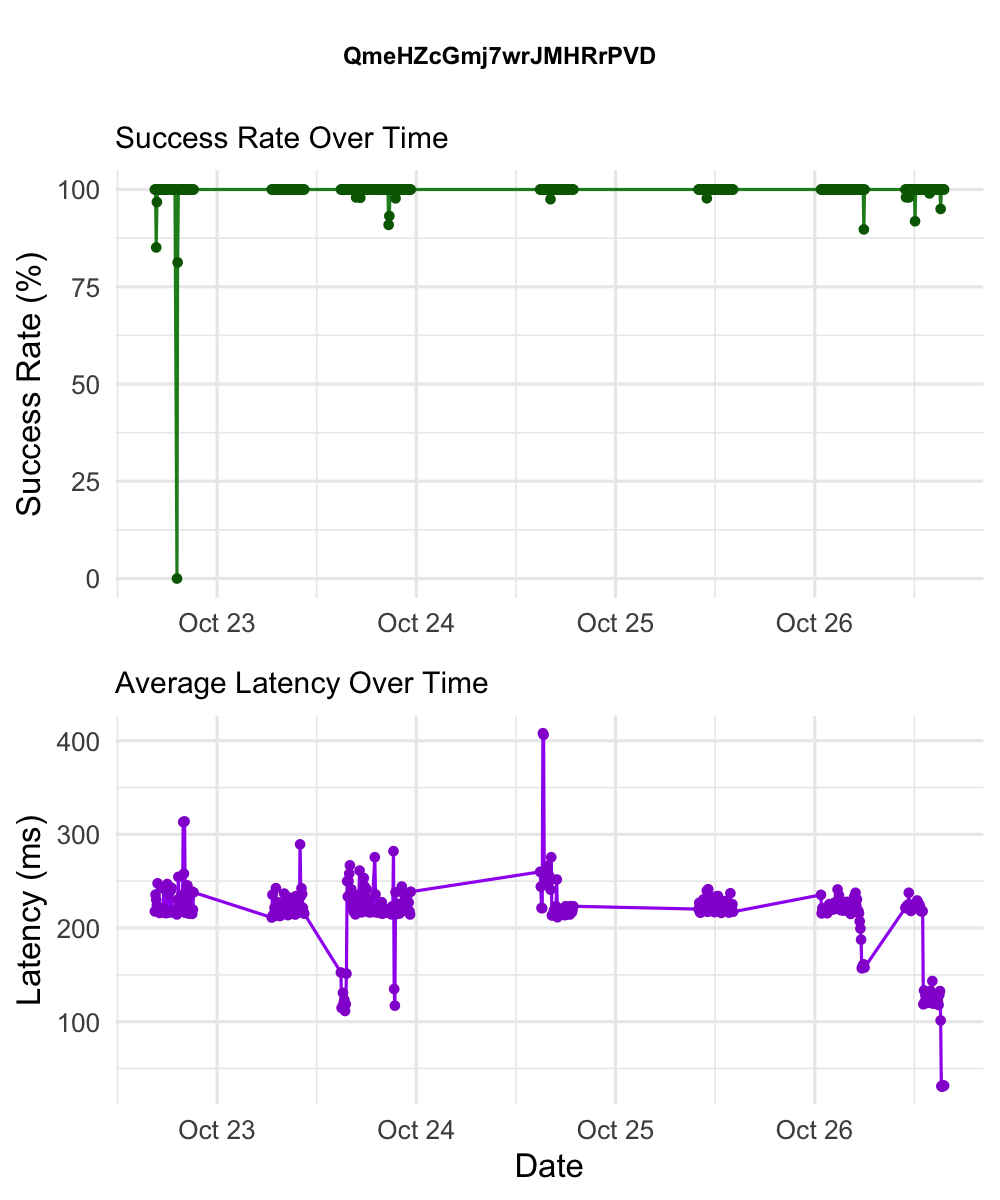 QmeHZcGmj7wrJMHRrPVD
Success Rate Over Time
Success Rate (%)
100
75
50
25
0
Oct 23 Oct 24 Oct 25 Oct 26
Average Latency Over Time
Latency (ms)
400
300
200
100
Oct 23 Oct 24 Oct 25 Oct 26
Date